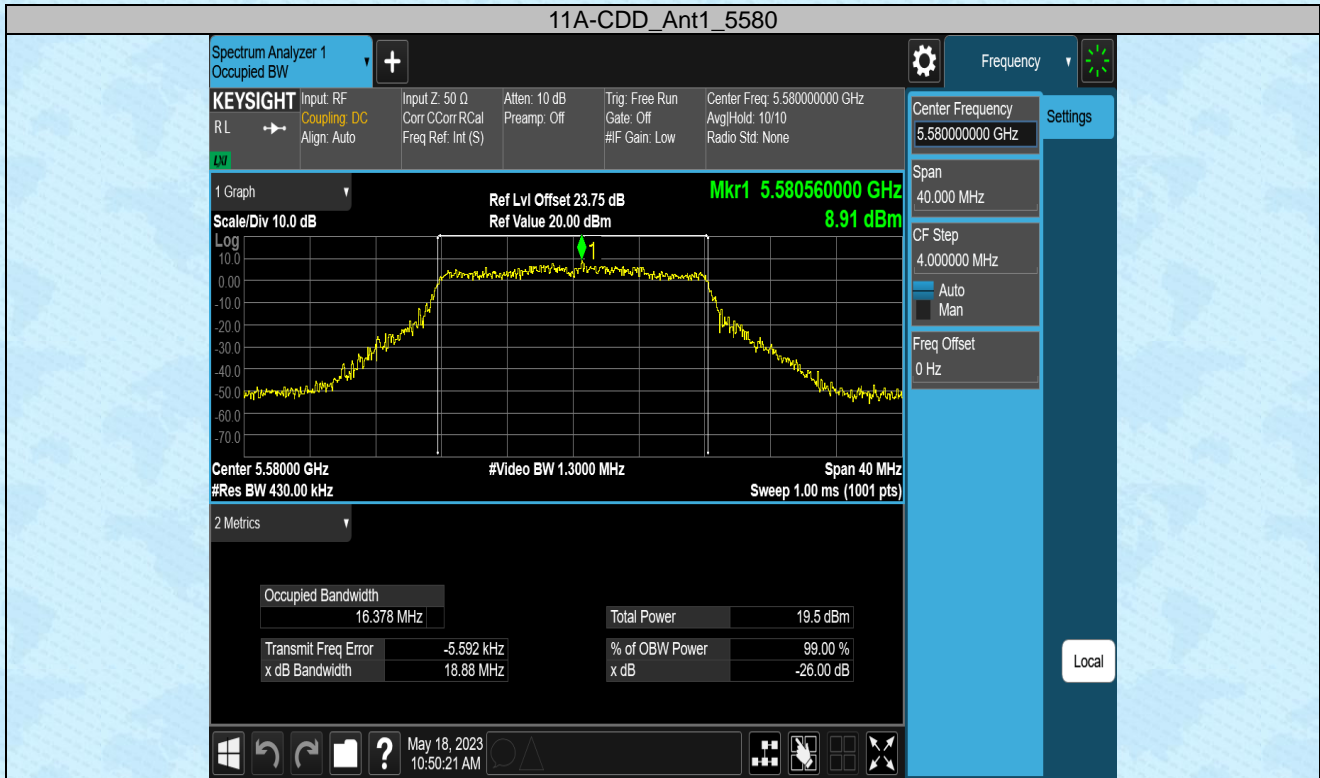 11A-CDD_Ant1_5580
Spectrum Analyzer 1
Occupied BW
+
Frequency
KEYSIGHT
R L
LXI
Input: RF
Coupling: DC
Align: Auto
Input Z: 50 Ω
Corr CCorr RCal
Freq Ref: Int (S)
Atten: 10 dB
Preamp: Off
Trig: Free Run
Gate: Off
#IF Gain: Low
Center Freq: 5.580000000 GHz
Avg|Hold: 10/10
Radio Std: None
Center Frequency
5.580000000 GHz
Settings
Span
40.000 MHz
CF Step
4.000000 MHz
Auto
Man
Freq Offset
0 Hz
Local
1 Graph
Ref Lvl Offset 23.75 dB
Mkr1 5.580560000 GHz
Scale/Div 10.0 dB
Ref Value 20.00 dBm
8.91 dBm
Log
1
10.0
0.00
-10.0
-20.0
-30.0
-40.0
-50.0
-60.0
-70.0
Center 5.58000 GHz
#Video BW 1.3000 MHz
Span 40 MHz
#Res BW 430.00 kHz
Sweep 1.00 ms (1001 pts)
2 Metrics
Occupied Bandwidth
16.378 MHz
Total Power 19.5 dBm
Transmit Freq Error -5.592 kHz
% of OBW Power 99.00 %
x dB Bandwidth 18.88 MHz
x dB -26.00 dB
?
May 18, 2023
10:50:21 AM